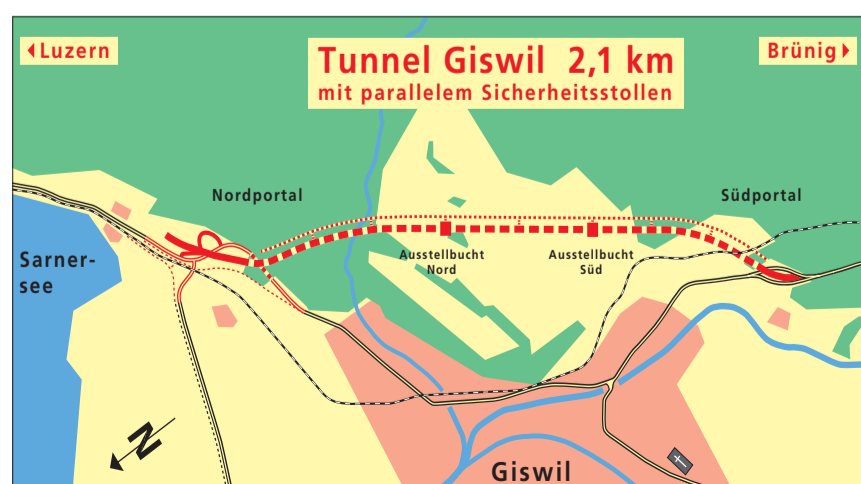 Luzern
Tunnel Giswil 2,1 km
mit parallelem Sicherheitsstollen
Brünig
Nordportal
Südportal
Sarner-
see
Ausstellbucht
Nord
Ausstellbucht
Süd
N
Giswil